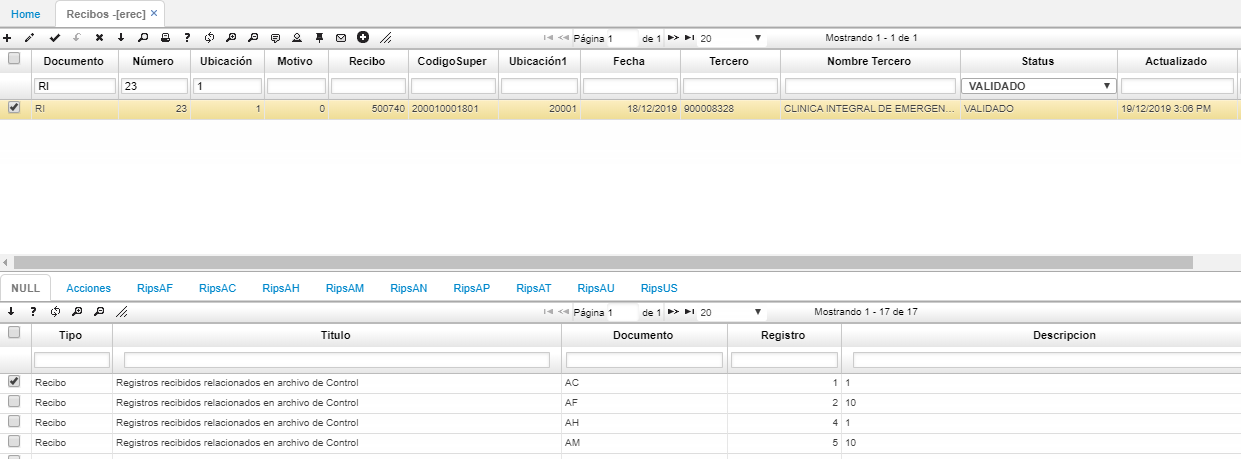 Home Recibos -[erec] ×
Página 1 de 1 20 Mostrando 1 - 1 de 1
Documento Número Ubicación Motivo Recibo CodigoSuper Ubicación1 Fecha Tercero Nombre Tercero Status Actualizado
RI 23 1 VALIDADO
RI 23 1 0 500740 200010001801 20001 18/12/2019 900008328 CLINICA INTEGRAL DE EMERGEN... VALIDADO 19/12/2019 3:06 PM
NULL Acciones RipsAF RipsAC RipsAH RipsAM RipsAN RipsAP RipsAT RipsAU RipsUS
Página 1 de 1 20 Mostrando 1 - 17 de 17
Tipo Titulo Documento Registro Descripcion
Recibo Registros recibidos relacionados en archivo de Control AC 1 1
Recibo Registros recibidos relacionados en archivo de Control AF 2 10
Recibo Registros recibidos relacionados en archivo de Control AH 4 1
Recibo Registros recibidos relacionados en archivo de Control AM 5 10